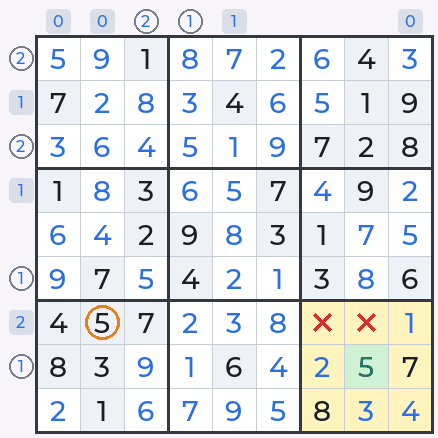 0 0 2 1 1 0
2 5 9 1 8 7 2 6 4 3
1 7 2 8 3 4 6 5 1 9
2 3 6 4 5 1 9 7 2 8
1 1 8 3 6 5 7 4 9 2
6 4 2 9 8 3 1 7 5
1 9 7 5 4 2 1 3 8 6
2 4 5 7 2 3 8 1
1 8 3 9 1 6 4 2 5 7
2 1 6 7 9 5 8 3 4